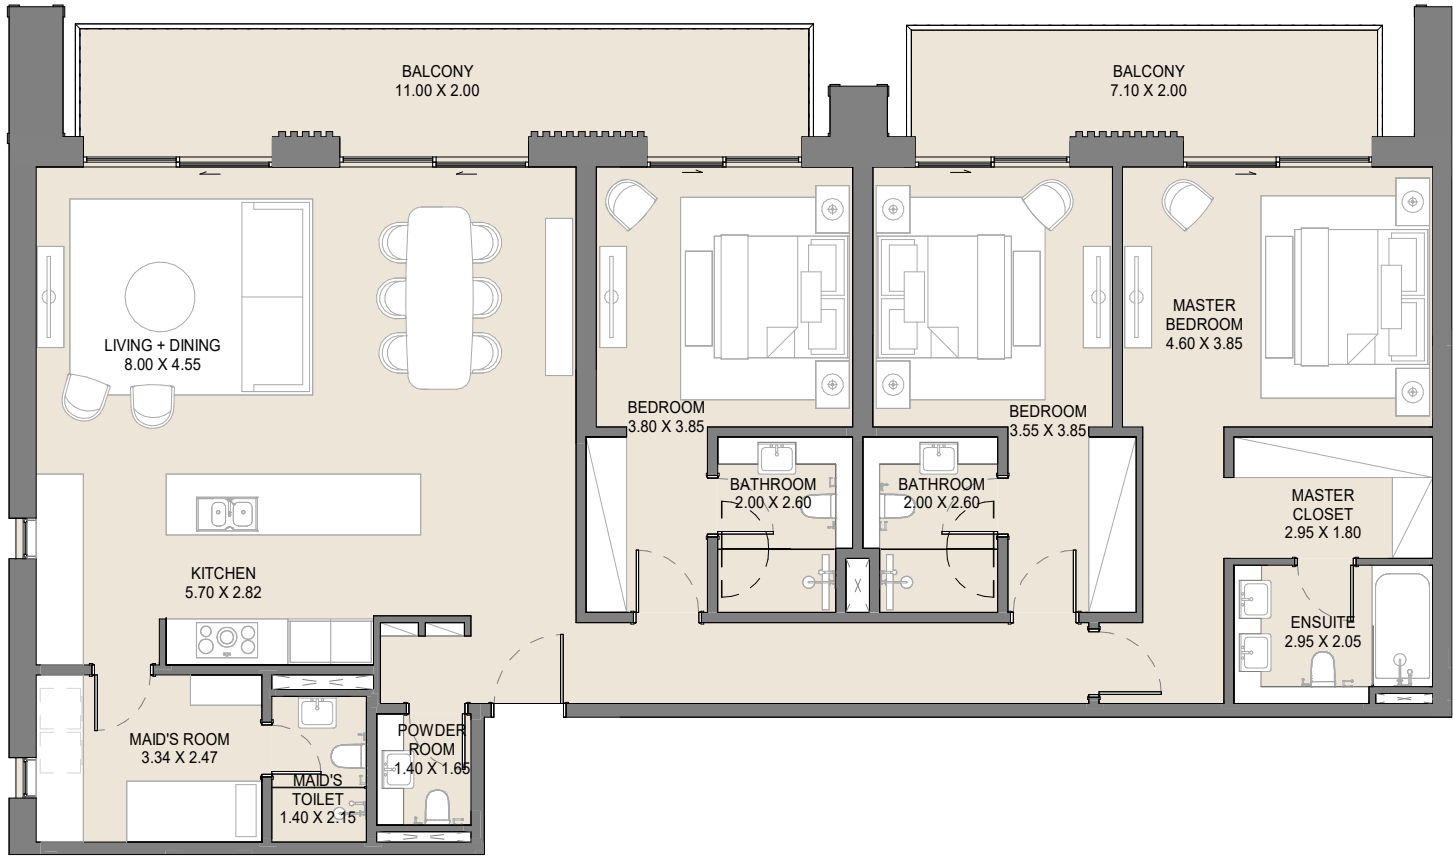 BALCONY
11.00 X 2.00
BALCONY
7.10 X 2.00
LIVING + DINING
8.00 X 4.55
MASTER
BEDROOM
4.60 X 3.85
BEDROOM
3.80 X 3.85
BEDROOM
3.55 X 3.85
BATHROOM
2.00 X 2.60
BATHROOM
2.00 X 2.60
MASTER
CLOSET
2.95 X 1.80
KITCHEN
5.70 X 2.82
ENSUITE
2.95 X 2.05
MAID'S ROOM
3.34 X 2.47
POWDER
ROOM
1.40 X 1.65
MAID'S
TOILET
1.40 X 2.15